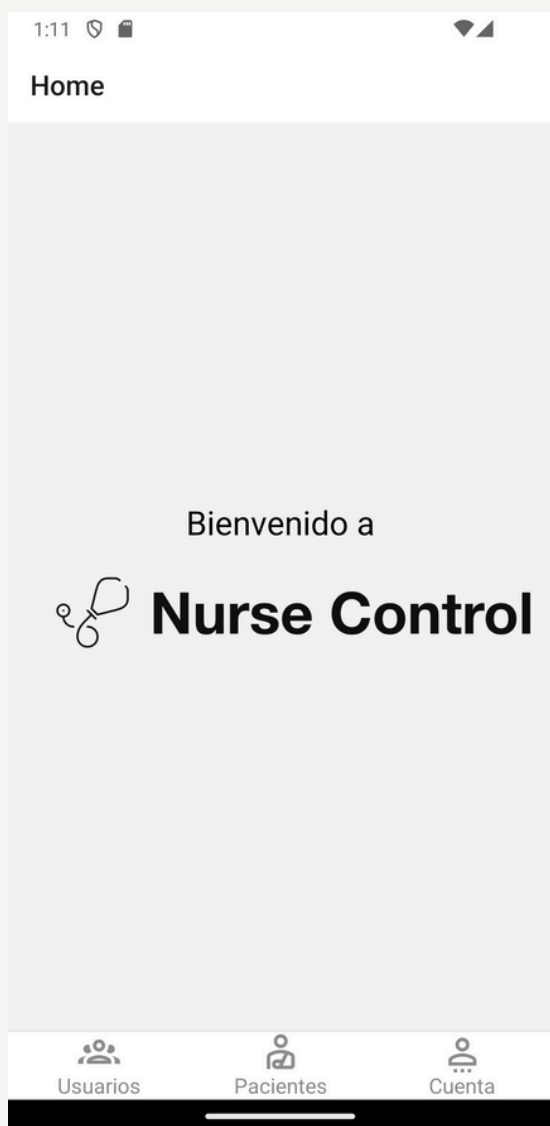 1:11
Home
Bienvenido a
Nurse Control
Usuarios Pacientes Cuenta